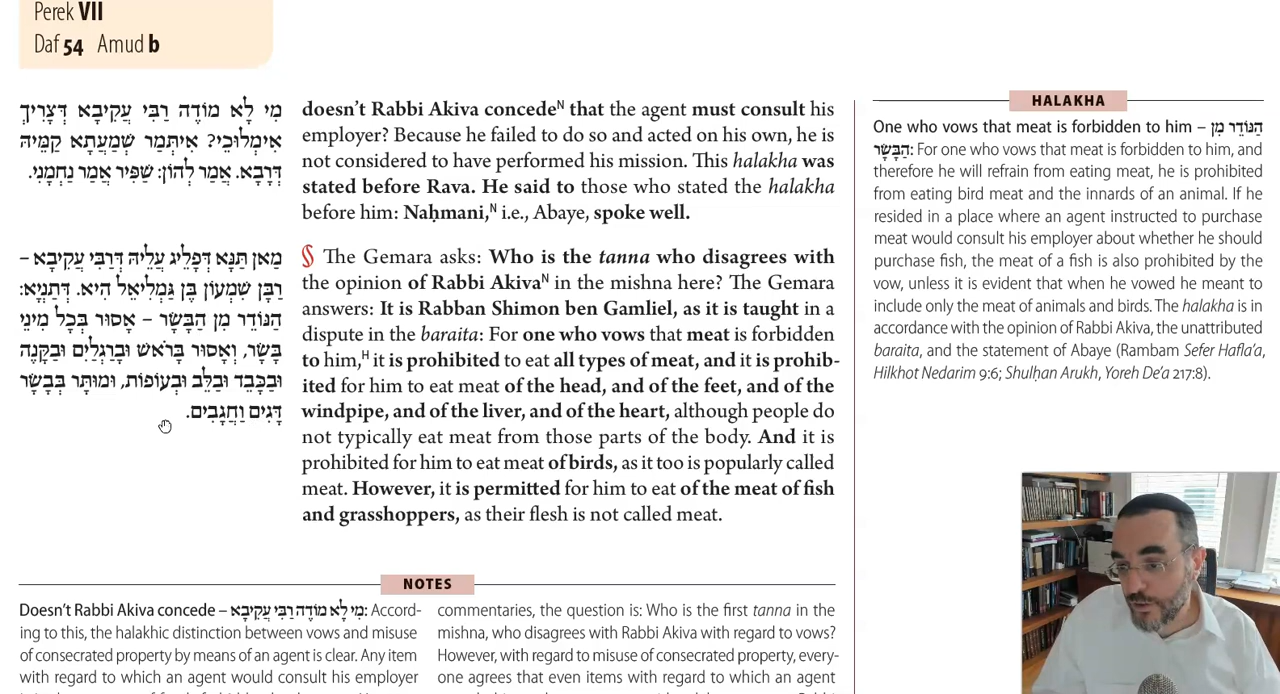 Perek VII
Daf 54 Amud b
מִי לָא מוֹדֶה רַבִּי עֲקִיבָא דְּצָרִיךְ
אִימְלוּכֵי? אִיתְּמַר שְׁמַעְתָּא קַמֵּיהּ
דְּרָבָא. אֲמַר לְהוֹן: שַׁפִּיר אֲמַר נַחְמָנִי.
doesn't Rabbi Akiva concedeᴺ that the agent must consult his
employer? Because he failed to do so and acted on his own, he is
not considered to have performed his mission. This halakha was
stated before Rava. He said to those who stated the halakha
before him: Naḥmani,ᴺ i.e., Abaye, spoke well.
מַאן תַּנָּא דִּפְלִיג עֲלֵיהּ דְּרַבִּי עֲקִיבָא –
רַבָּן שִׁמְעוֹן בֶּן גַּמְלִיאֵל הִיא. דְּתַנְיָא:
הַנּוֹדֵר מִן הַבָּשָׂר – אָסוּר בְּכׇל מִינֵי
בָּשָׂר, וְאָסוּר בְּרֹאשׁ וּבָרַגְלַיִם וּבַקָּנֶה
וּבַכָּבֵד וּבַלֵּב וּבְעוֹפוֹת, וּמוּתָּר בִּבְשַׂר
דָּגִים וַחֲגָבִים.
§ The Gemara asks: Who is the tanna who disagrees with
the opinion of Rabbi Akivaᴺ in the mishna here? The Gemara
answers: It is Rabban Shimon ben Gamliel, as it is taught in a
dispute in the baraita: For one who vows that meat is forbidden
to him,ᴴ it is prohibited to eat all types of meat, and it is prohib-
ited for him to eat meat of the head, and of the feet, and of the
windpipe, and of the liver, and of the heart, although people do
not typically eat meat from those parts of the body. And it is
prohibited for him to eat meat of birds, as it too is popularly called
meat. However, it is permitted for him to eat of the meat of fish
and grasshoppers, as their flesh is not called meat.
HALAKHA
One who vows that meat is forbidden to him – הַנּוֹדֵר מִן
הַבָּשָׂר: For one who vows that meat is forbidden to him, and
therefore he will refrain from eating meat, he is prohibited
from eating bird meat and the innards of an animal. If he
resided in a place where an agent instructed to purchase
meat would consult his employer about whether he should
purchase fish, the meat of a fish is also prohibited by the
vow, unless it is evident that when he vowed he meant to
include only the meat of animals and birds. The halakha is in
accordance with the opinion of Rabbi Akiva, the unattributed
baraita, and the statement of Abaye (Rambam Sefer Hafla'a,
Hilkhot Nedarim 9:6; Shulḥan Arukh, Yoreh De'a 217:8).
NOTES
Doesn't Rabbi Akiva concede – מִי לָא מוֹדֶה רַבִּי עֲקִיבָא: Accord-
ing to this, the halakhic distinction between vows and misuse
of consecrated property by means of an agent is clear. Any item
with regard to which an agent would consult his employer
commentaries, the question is: Who is the first tanna in the
mishna, who disagrees with Rabbi Akiva with regard to vows?
However, with regard to misuse of consecrated property, every-
one agrees that even items with regard to which an agent